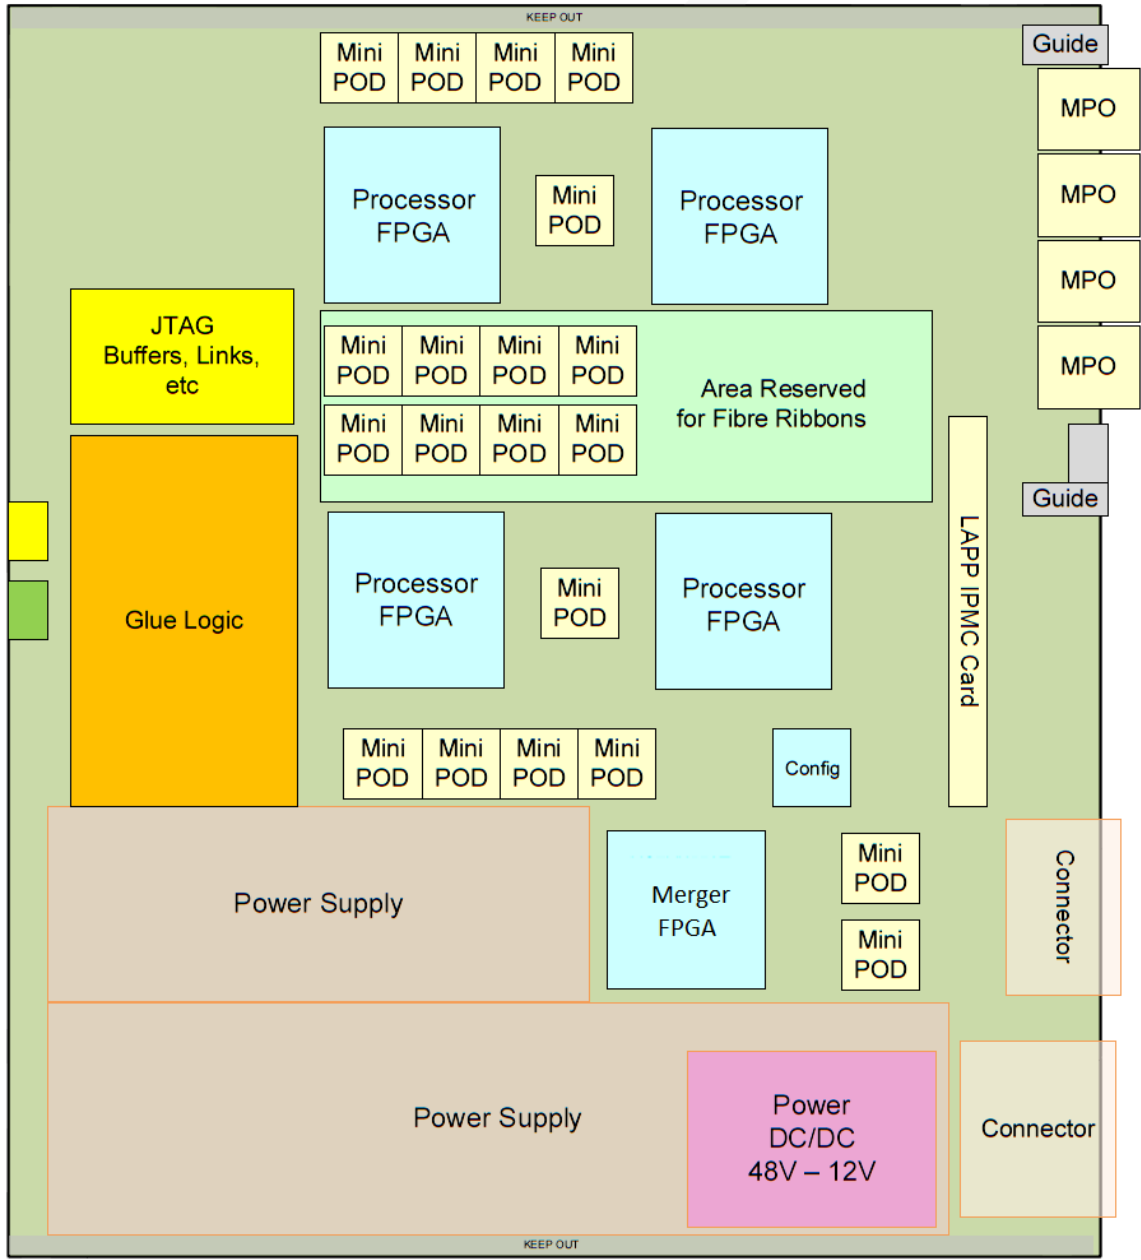 KEEP OUT
Mini
POD
Mini
POD
Mini
POD
Mini
POD
Guide
MPO
MPO
MPO
MPO
Guide
Processor
FPGA
Mini
POD
Processor
FPGA
JTAG
Buffers, Links,
etc
Mini
POD
Mini
POD
Mini
POD
Mini
POD
Mini
POD
Mini
POD
Mini
POD
Mini
POD
Area Reserved
for Fibre Ribbons
LAPP IPMC Card
Glue Logic
Processor
FPGA
Mini
POD
Processor
FPGA
Mini
POD
Mini
POD
Mini
POD
Mini
POD
Config
Power Supply
Merger
FPGA
Mini
POD
Mini
POD
Connector
Power Supply
Power
DC/DC
48V – 12V
Connector
KEEP OUT